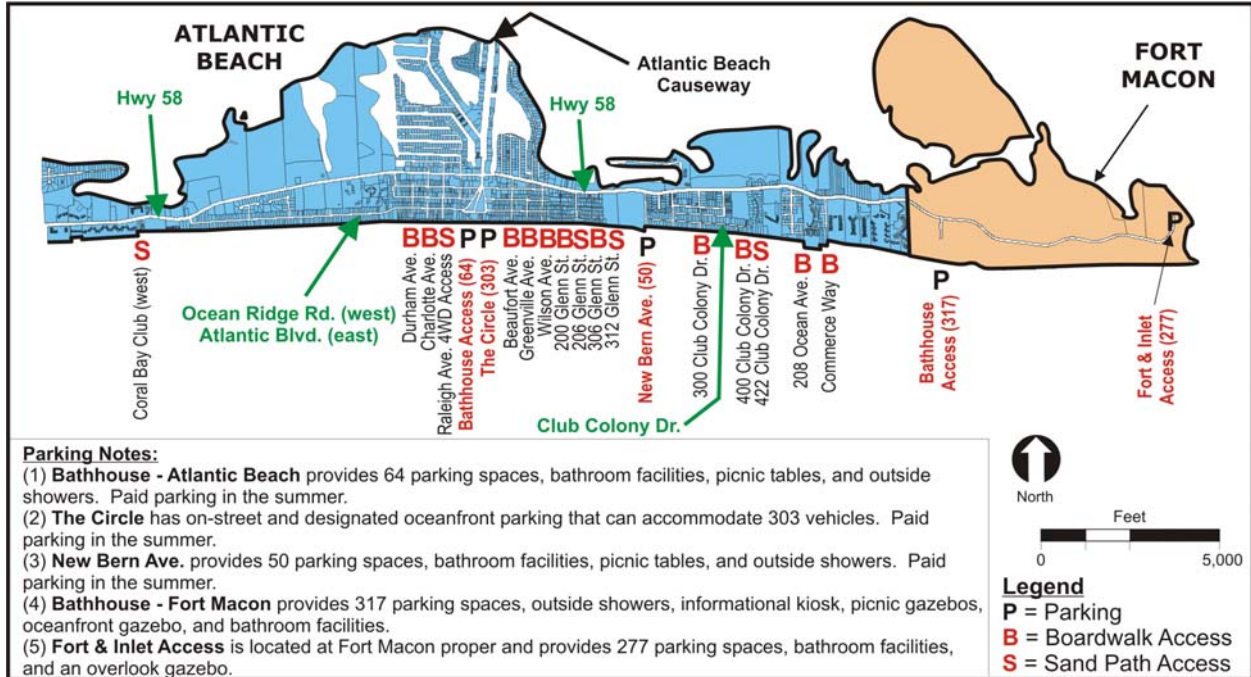 ATLANTIC
BEACH
Atlantic Beach
Causeway
FORT
MACON
Hwy 58
Hwy 58
S
B
B
S
P
P
B
B
B
B
S
B
S
P
B
B
S
B
B
P
P
Coral Bay Club (west)
Ocean Ridge Rd. (west)
Atlantic Blvd. (east)
Durham Ave.
Charlotte Ave.
Raleigh Ave. 4WD Access
Bathhouse Access (64)
The Circle (303)
Beaufort Ave.
Greenville Ave.
Wilson Ave.
200 Glenn St.
206 Glenn St.
306 Glenn St.
312 Glenn St.
New Bern Ave. (50)
300 Club Colony Dr.
400 Club Colony Dr.
422 Club Colony Dr.
208 Ocean Ave.
Commerce Way
Bathhouse
Access (317)
Fort & Inlet
Access (277)
Club Colony Dr.
Parking Notes:
(1) Bathhouse - Atlantic Beach provides 64 parking spaces, bathroom facilities, picnic tables, and outside
showers. Paid parking in the summer.
(2) The Circle has on-street and designated oceanfront parking that can accommodate 303 vehicles. Paid
parking in the summer.
(3) New Bern Ave. provides 50 parking spaces, bathroom facilities, picnic tables, and outside showers. Paid
parking in the summer.
(4) Bathhouse - Fort Macon provides 317 parking spaces, outside showers, informational kiosk, picnic gazebos,
oceanfront gazebo, and bathroom facilities.
(5) Fort & Inlet Access is located at Fort Macon proper and provides 277 parking spaces, bathroom facilities,
and an overlook gazebo.
North
Feet
0 5,000
Legend
P = Parking
B = Boardwalk Access
S = Sand Path Access